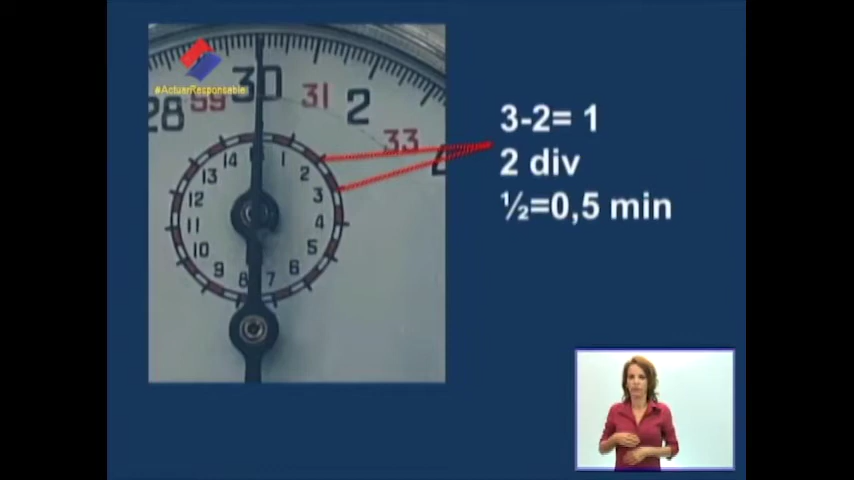 #ActuarResponsable
28 59 30 31 2
33
14 1
13 2
12 3
11 4
10 5
9 6
8 7
3-2= 1
2 div
½=0,5 min